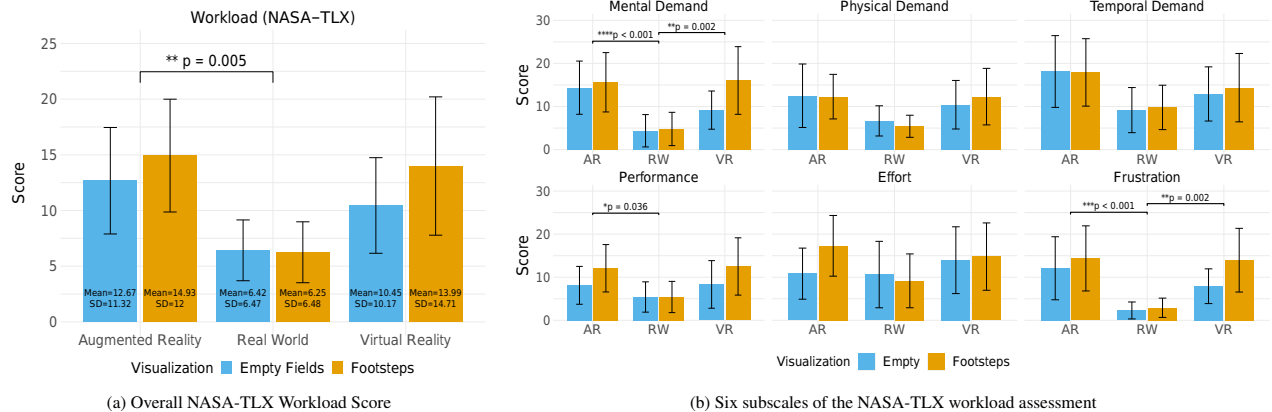 Workload (NASA−TLX)
25
20
15
10
5
0
Score
** p = 0.005
Mean=12.67
SD=11.32
Mean=14.93
SD=12
Mean=6.42
SD=6.47
Mean=6.25
SD=6.48
Mean=10.45
SD=10.17
Mean=13.99
SD=14.71
Augmented Reality Real World Virtual Reality
Visualization Empty Fields Footsteps
(a) Overall NASA-TLX Workload Score
Mental Demand Physical Demand Temporal Demand
30
20
10
0
Score
****p < 0.001
**p = 0.002
AR RW VR AR RW VR AR RW VR
Performance Effort Frustration
30
20
10
0
Score
*p = 0.036
***p < 0.001
**p = 0.002
AR RW VR AR RW VR AR RW VR
Visualization Empty Footsteps
(b) Six subscales of the NASA-TLX workload assessment